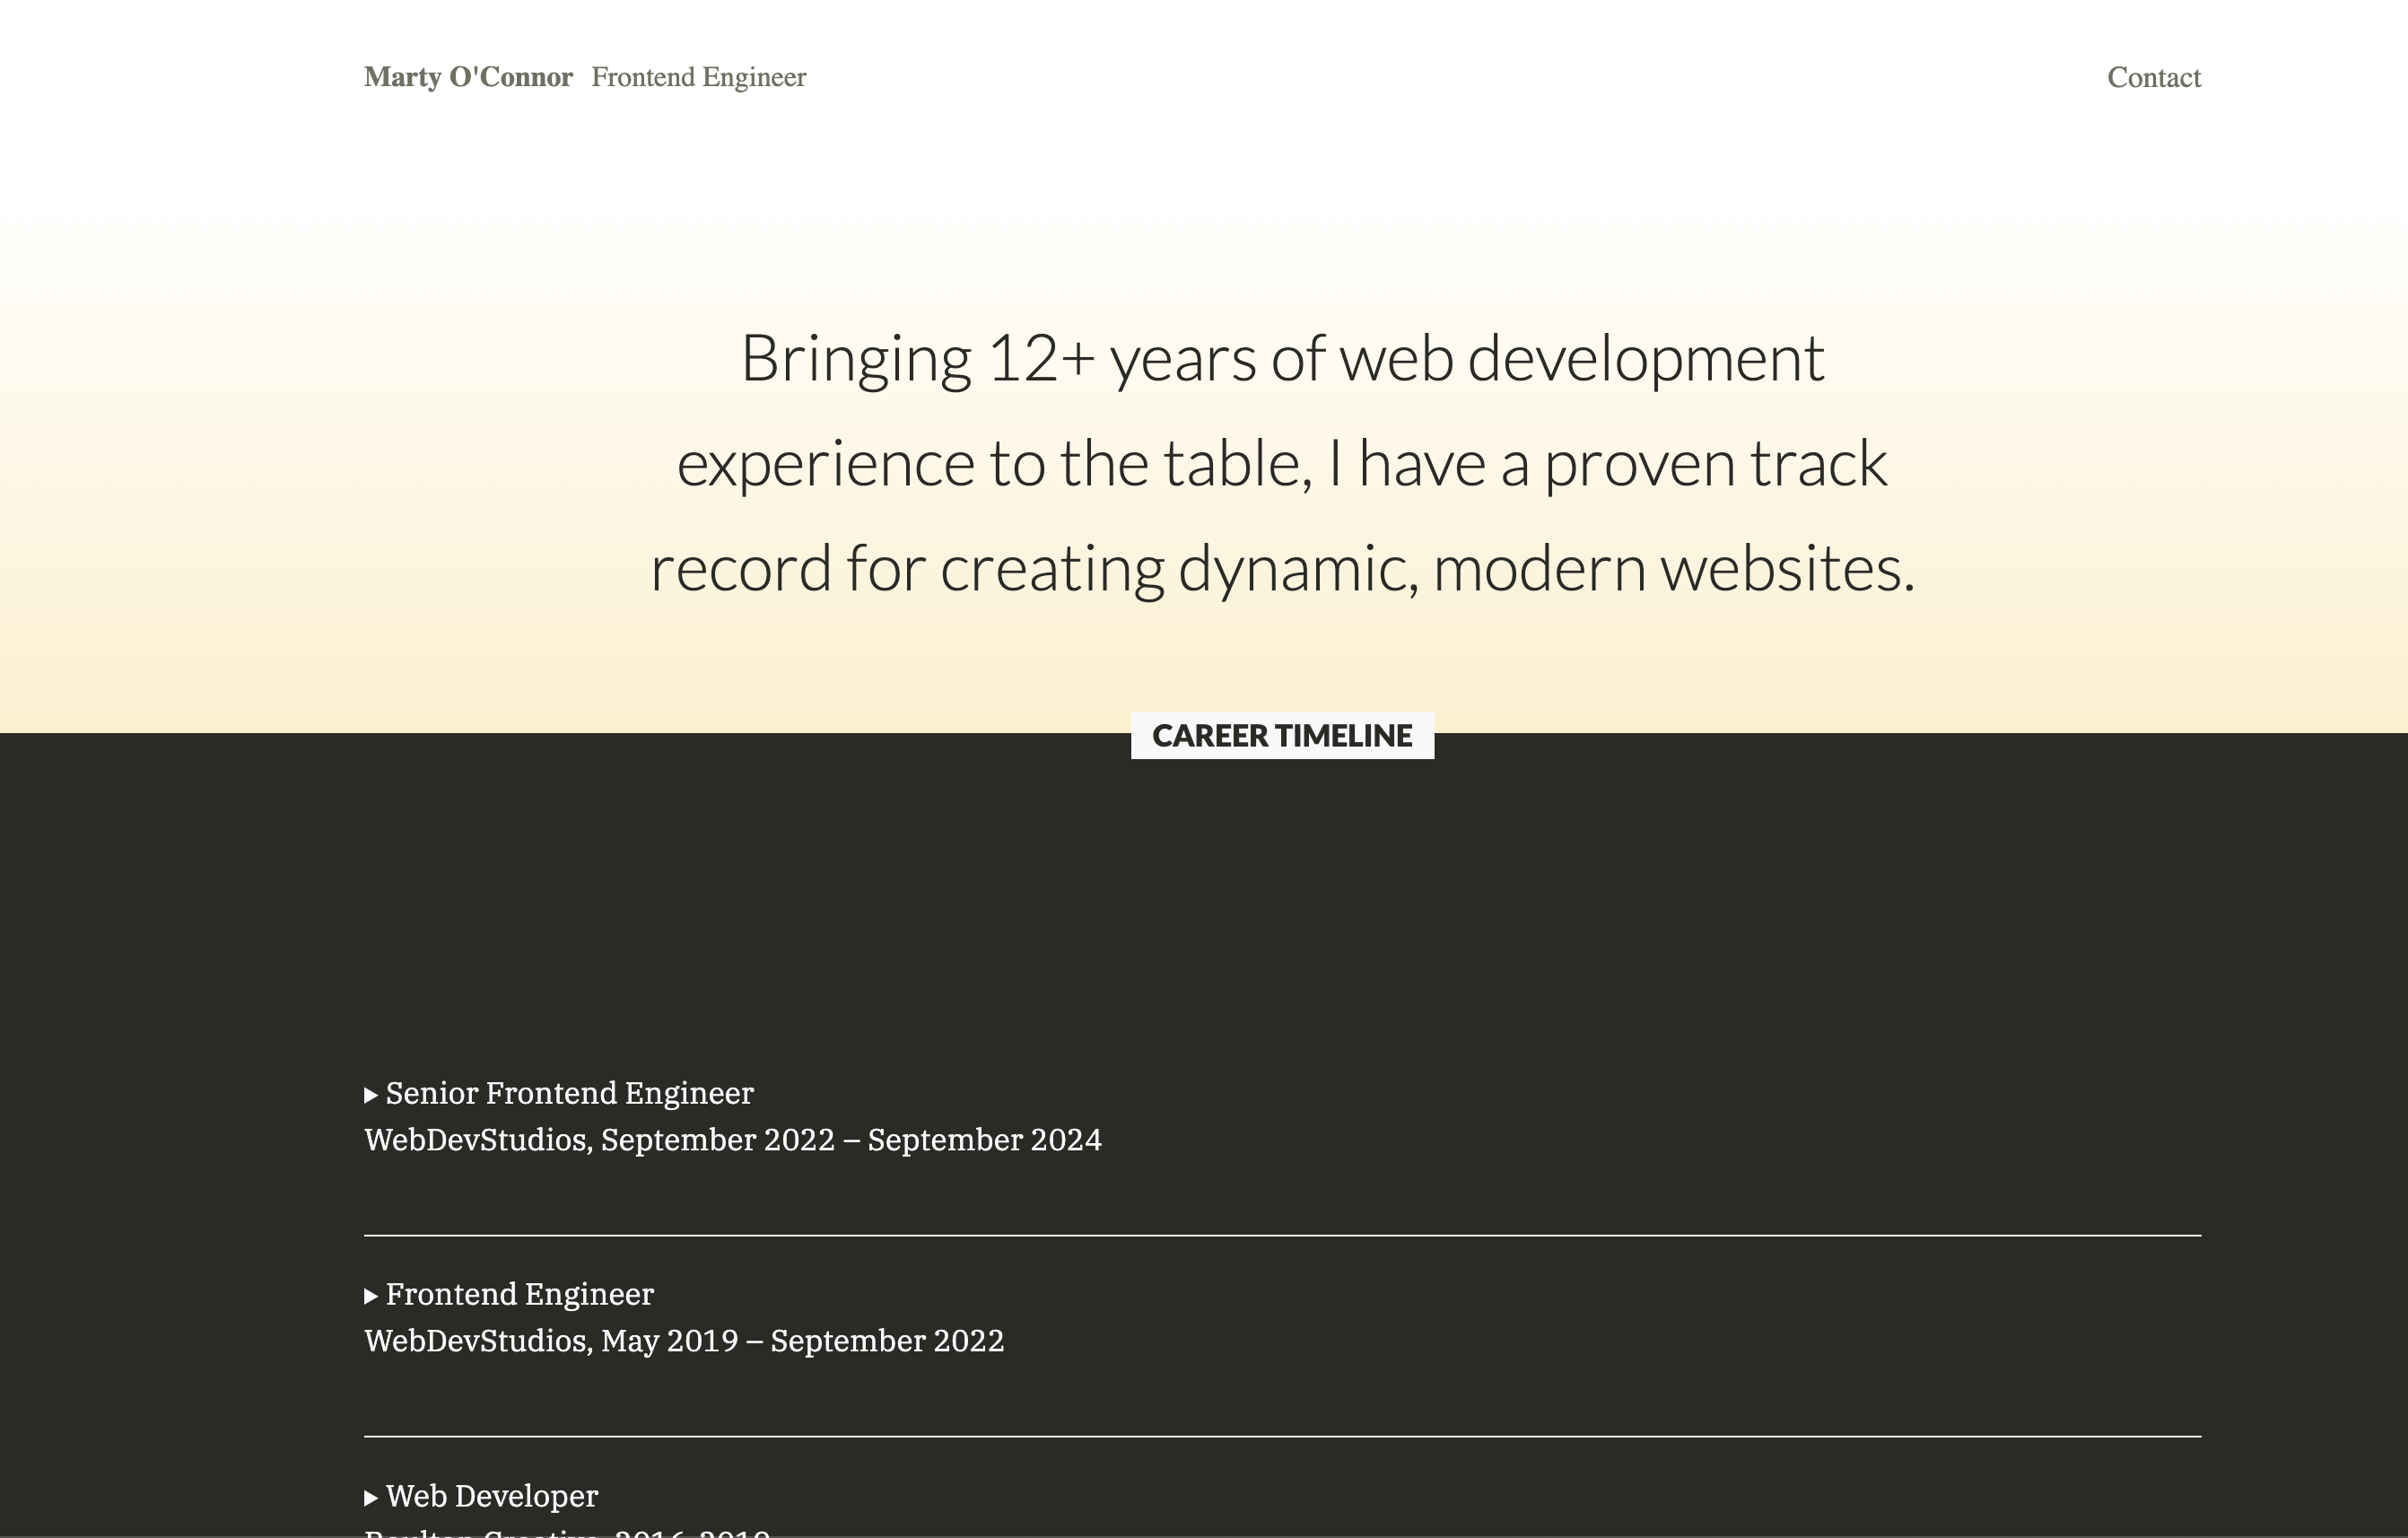 Marty O'Connor Frontend Engineer
Contact
Bringing 12+ years of web development
experience to the table, I have a proven track
record for creating dynamic, modern websites.
CAREER TIMELINE
Senior Frontend Engineer
WebDevStudios, September 2022 – September 2024
Frontend Engineer
WebDevStudios, May 2019 – September 2022
Web Developer